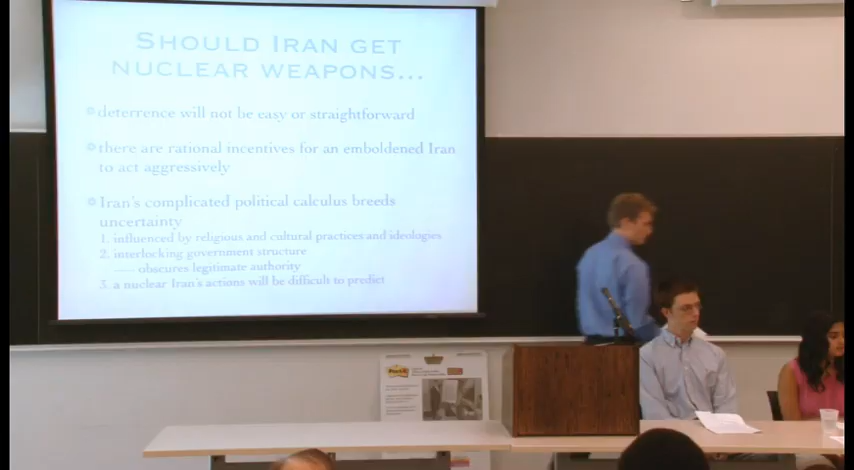 SHOULD IRAN GET
NUCLEAR WEAPONS...
deterrence will not be easy or straightforward
there are rational incentives for an emboldened Iran
to act aggressively
Iran's complicated political calculus breeds
uncertainty
1. influenced by religious and cultural practices and ideologies
2. interlocking government structure
---- obscures legitimate authority
3. a nuclear Iran's actions will be difficult to predict
Post-it